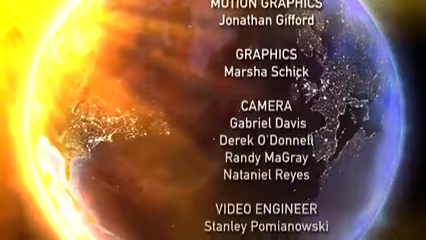 MOTION GRAPHICS
Jonathan Gifford
GRAPHICS
Marsha Schick
CAMERA
Gabriel Davis
Derek O'Donnell
Randy MaGray
Nataniel Reyes
VIDEO ENGINEER
Stanley Pomianowski